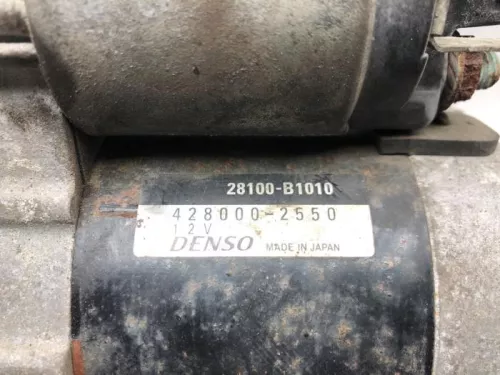 28100-B1010
428000-2550
12V
DENSO MADE IN JAPAN